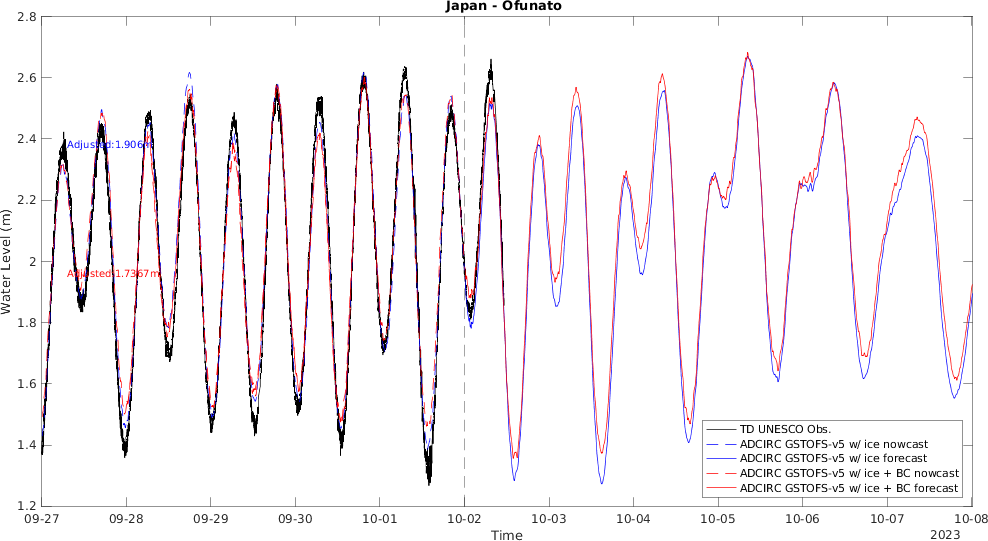 Japan - Ofunato
2.8
2.6
2.4
2.2
2
1.8
1.6
1.4
1.2
Water Level (m)
Adjusted:1.906m
Adjusted:1.7367m
TD UNESCO Obs.
ADCIRC GSTOFS-v5 w/ ice nowcast
ADCIRC GSTOFS-v5 w/ ice forecast
ADCIRC GSTOFS-v5 w/ ice + BC nowcast
ADCIRC GSTOFS-v5 w/ ice + BC forecast
09-27 09-28 09-29 09-30 10-01 10-02 10-03 10-04 10-05 10-06 10-07 10-08
Time
2023